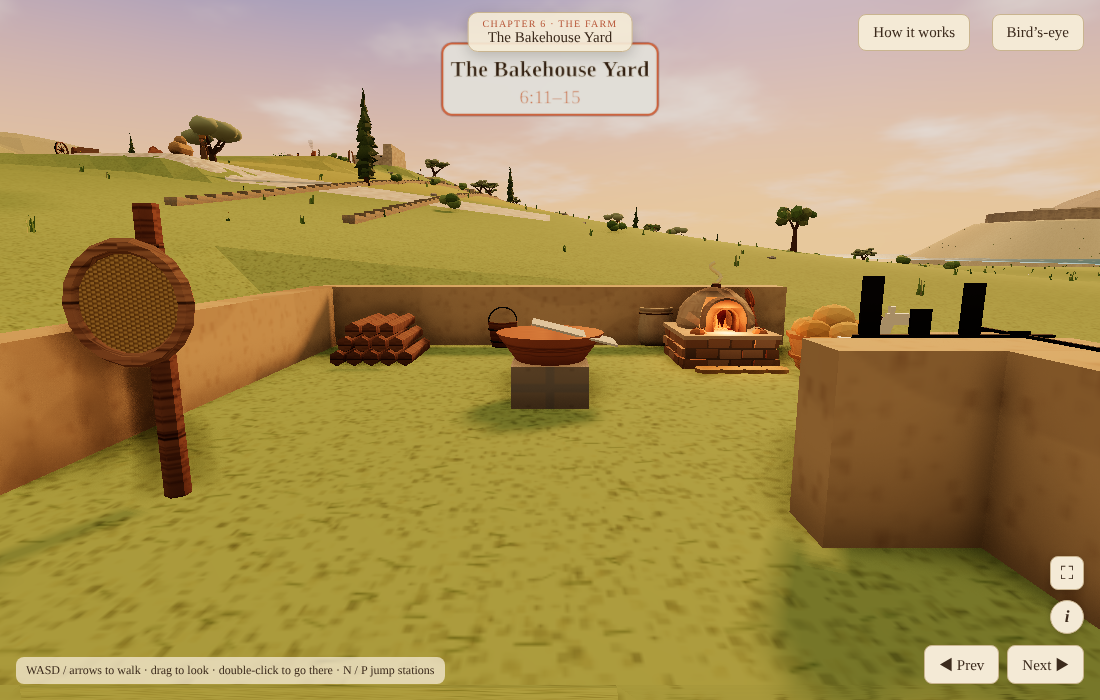 CHAPTER 6 · THE FARM
The Bakehouse Yard
The Bakehouse Yard
6:11–15
How it works
Bird's-eye
i
WASD / arrows to walk · drag to look · double-click to go there · N / P jump stations
◀ Prev
Next ▶